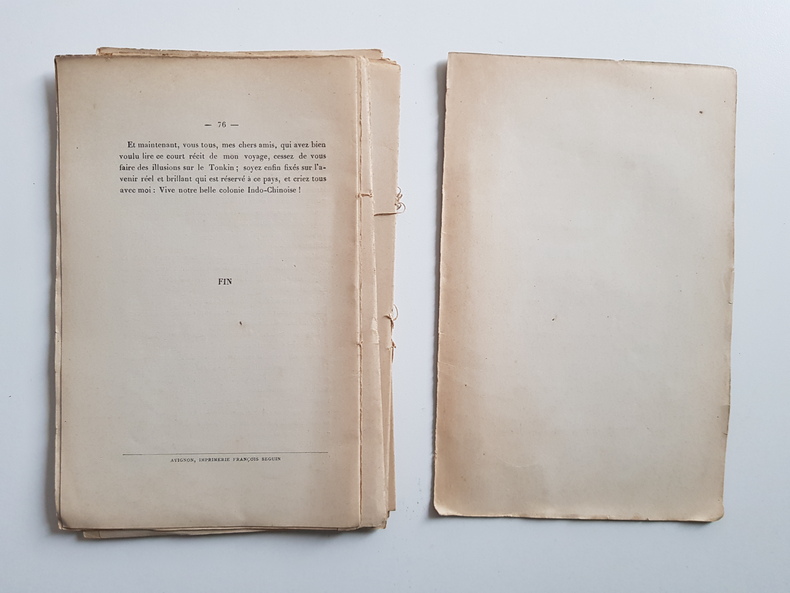 — 76 —
Et maintenant, vous tous, mes chers amis, qui avez bien
voulu lire ce court récit de mon voyage, cessez de vous
faire des illusions sur le Tonkin ; soyez enfin fixés sur l'a-
venir réel et brillant qui est réservé à ce pays, et criez tous
avec moi : Vive notre belle colonie Indo-Chinoise !
FIN
AVIGNON, IMPRIMERIE FRANÇOIS SEGUIN